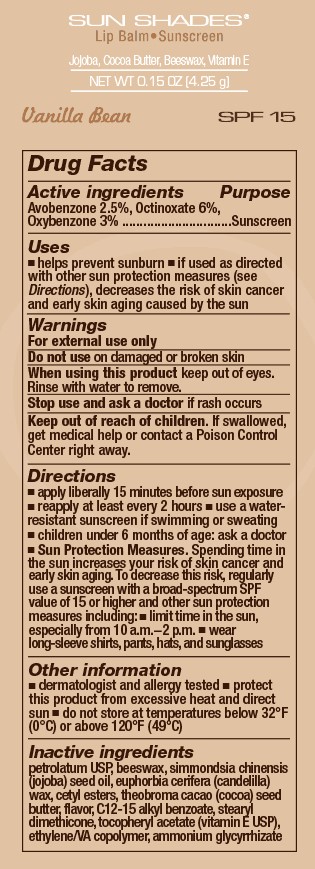 SUN SHADES®
Lip Balm•Sunscreen
Jojoba, Cocoa Butter, Beeswax, Vitamin E
NET WT 0.15 OZ (4.25 g)
Vanilla Bean SPF 15
Drug Facts
Active ingredients Purpose
Avobenzone 2.5%, Octinoxate 6%,
Oxybenzone 3% ................................Sunscreen
Uses
▪ helps prevent sunburn ▪ if used as directed
with other sun protection measures (see
Directions), decreases the risk of skin cancer
and early skin aging caused by the sun
Warnings
For external use only
Do not use on damaged or broken skin
When using this product keep out of eyes.
Rinse with water to remove.
Stop use and ask a doctor if rash occurs
Keep out of reach of children. If swallowed,
get medical help or contact a Poison Control
Center right away.
Directions
▪ apply liberally 15 minutes before sun exposure
▪ reapply at least every 2 hours ▪ use a water-
resistant sunscreen if swimming or sweating
▪ children under 6 months of age: ask a doctor
▪ Sun Protection Measures. Spending time in
the sun increases your risk of skin cancer and
early skin aging. To decrease this risk, regularly
use a sunscreen with a broad-spectrum SPF
value of 15 or higher and other sun protection
measures including: ▪ limit time in the sun,
especially from 10 a.m.–2 p.m. ▪ wear
long-sleeve shirts, pants, hats, and sunglasses
Other information
▪ dermatologist and allergy tested ▪ protect
this product from excessive heat and direct
sun ▪ do not store at temperatures below 32°F
(0°C) or above 120°F (49°C)
Inactive ingredients
petrolatum USP, beeswax, simmondsia chinensis
(jojoba) seed oil, euphorbia cerifera (candelilla)
wax, cetyl esters, theobroma cacao (cocoa) seed
butter, flavor, C12-15 alkyl benzoate, stearyl
dimethicone, tocopheryl acetate (vitamin E USP),
ethylene/VA copolymer, ammonium glycyrrhizate